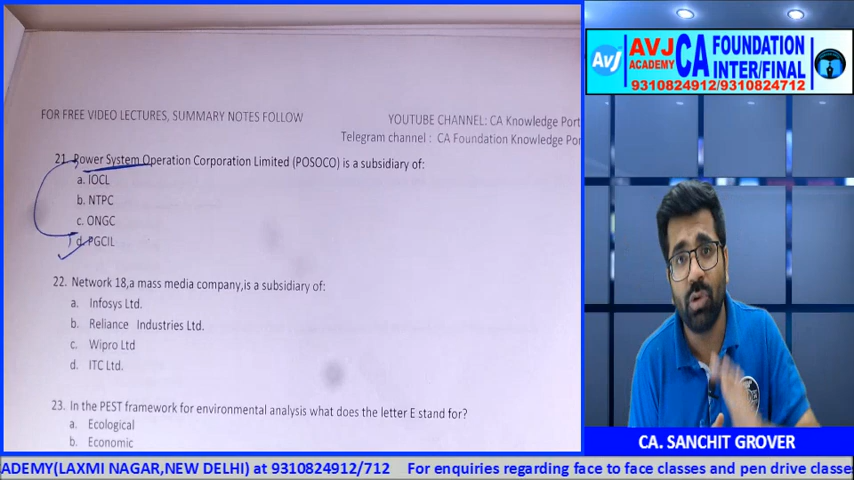 FOR FREE VIDEO LECTURES, SUMMARY NOTES FOLLOW
YOUTUBE CHANNEL: CA Knowledge Port
Telegram channel : CA Foundation Knowledge Por
21. Power System Operation Corporation Limited (POSOCO) is a subsidiary of:
a. IOCL
b. NTPC
c. ONGC
d. PGCIL
22. Network 18,a mass media company,is a subsidiary of:
a. Infosys Ltd.
b. Reliance Industries Ltd.
c. Wipro Ltd
d. ITC Ltd.
23. In the PEST framework for environmental analysis what does the letter E stand for?
a. Ecological
b. Economic
AVJ
AVJ ACADEMY
CA FOUNDATION
INTER/FINAL
9310824912/9310824712
CA. SANCHIT GROVER
ADEMY(LAXMI NAGAR,NEW DELHI) at 9310824912/712 For enquiries regarding face to face classes and pen drive classe